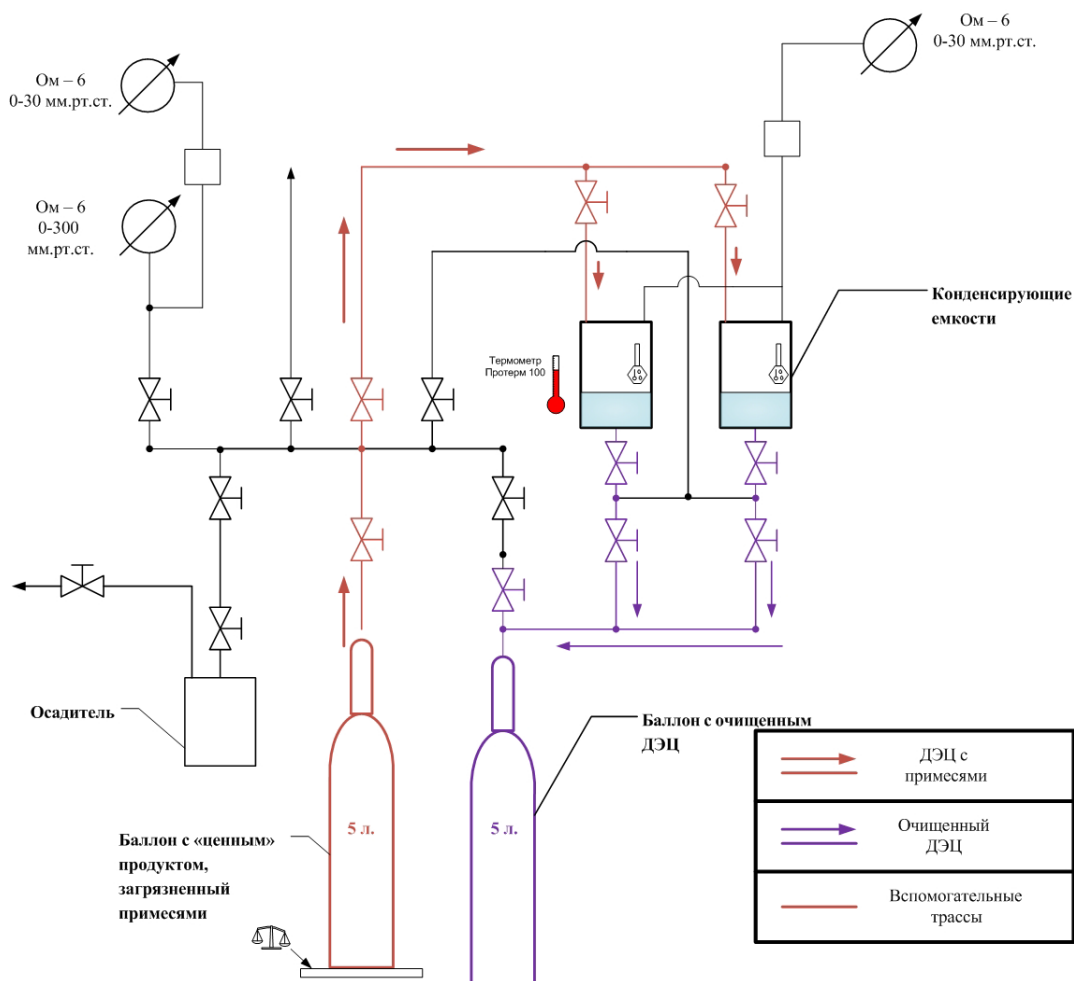 Ом – 6
0-30 мм.рт.ст.
Ом – 6
0-30 мм.рт.ст.
Ом – 6
0-300
мм.рт.ст.
Конденсирующие
емкости
Термометр
Протерм 100
Осадитель
Баллон с очищенным
ДЭЦ
5 л.
5 л.
Баллон с «ценным»
продуктом,
загрязненный
примесями
ДЭЦ с
примесями
Очищенный
ДЭЦ
Вспомогательные
трассы